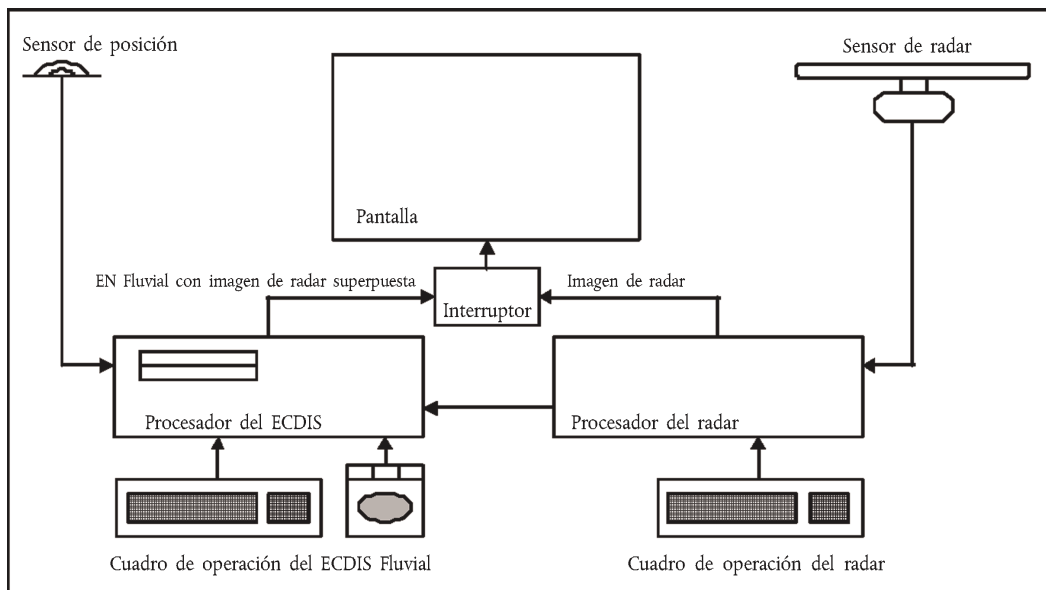 Sensor de posición
Sensor de radar
Pantalla
EN Fluvial con imagen de radar superpuesta
Imagen de radar
Interruptor
Procesador del ECDIS
Procesador del radar
Cuadro de operación del ECDIS Fluvial
Cuadro de operación del radar